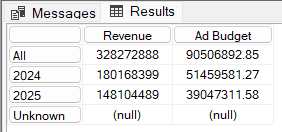 Messages Results
Revenue Ad Budget
All 328272888 90506892.85
2024 180168399 51459581.27
2025 148104489 39047311.58
Unknown (null) (null)